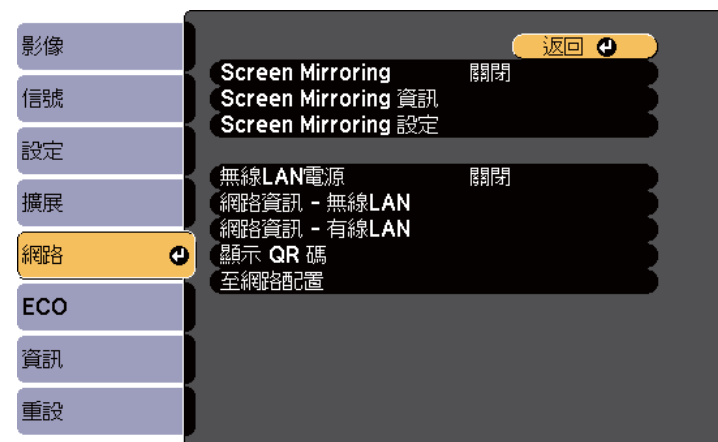 影像
信號
設定
擴展
網路
ECO
資訊
重設
返回
Screen Mirroring 關閉
Screen Mirroring 資訊
Screen Mirroring 設定
無線LAN電源 關閉
網路資訊 - 無線LAN
網路資訊 - 有線LAN
顯示 QR 碼
至網路配置